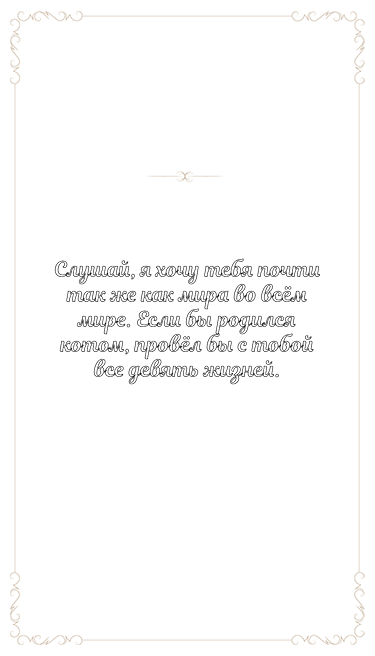 Слушай, я хочу тебя почти
так же как мира во всём
мире. Если бы родился
котом, провёл бы с тобой
все девять жизней.